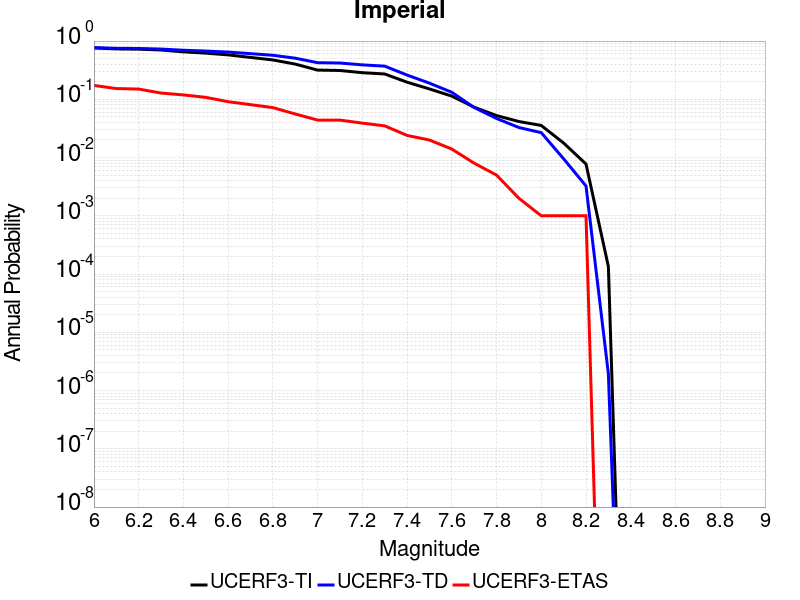 Imperial
10^0
10^-1
10^-2
10^-3
10^-4
10^-5
10^-6
10^-7
10^-8
Annual Probability
6 6.2 6.4 6.6 6.8 7 7.2 7.4 7.6 7.8 8 8.2 8.4 8.6 8.8 9
Magnitude
UCERF3-TI UCERF3-TD UCERF3-ETAS